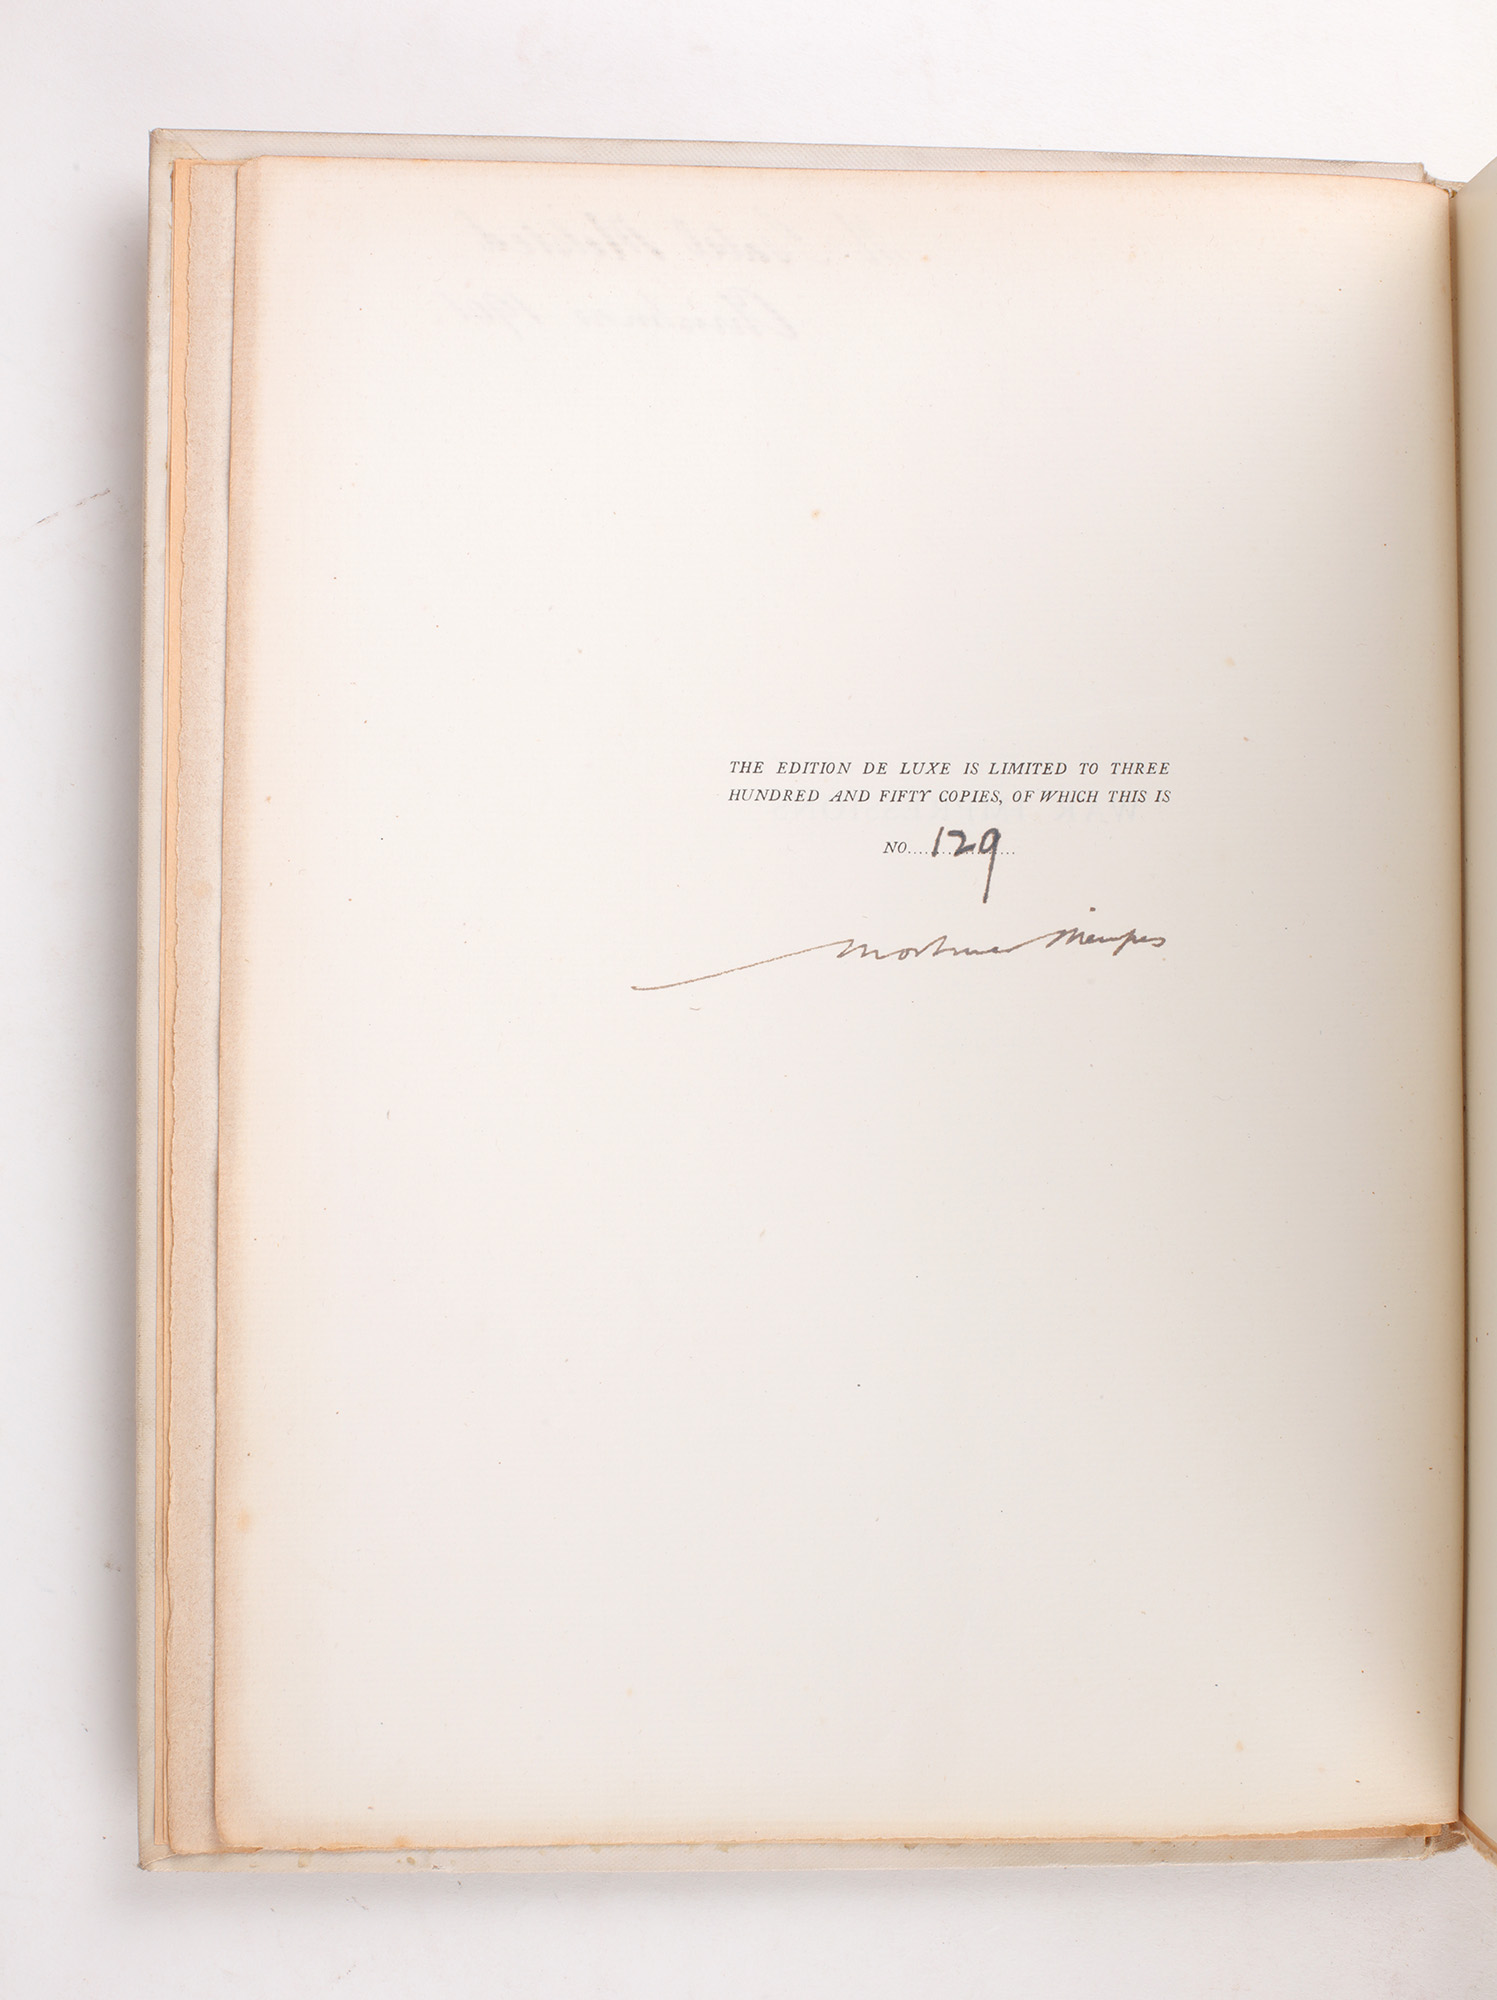 THE EDITION DE LUXE IS LIMITED TO THREE
HUNDRED AND FIFTY COPIES, OF WHICH THIS IS
NO....129....
Mortimer Menpes